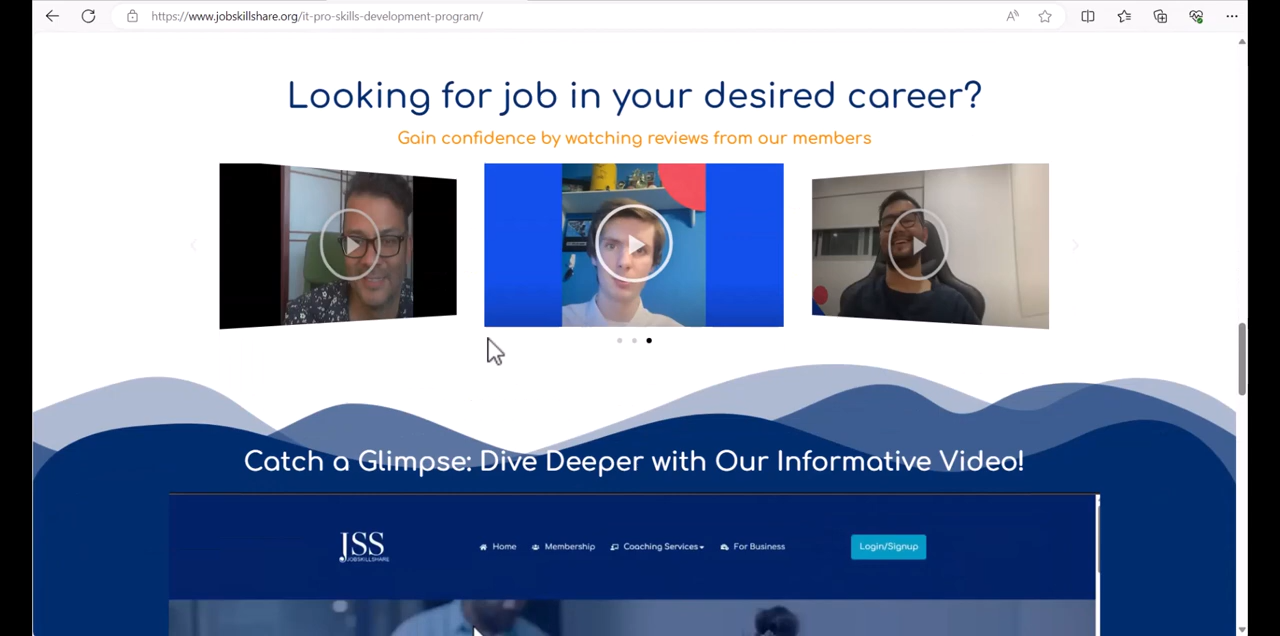 https://www.jobskillshare.org/it-pro-skills-development-program/
Looking for job in your desired career?
Gain confidence by watching reviews from our members
Catch a Glimpse: Dive Deeper with Our Informative Video!
JSS
JOBSKILLSHARE
Home
Membership
Coaching Services
For Business
Login/Signup